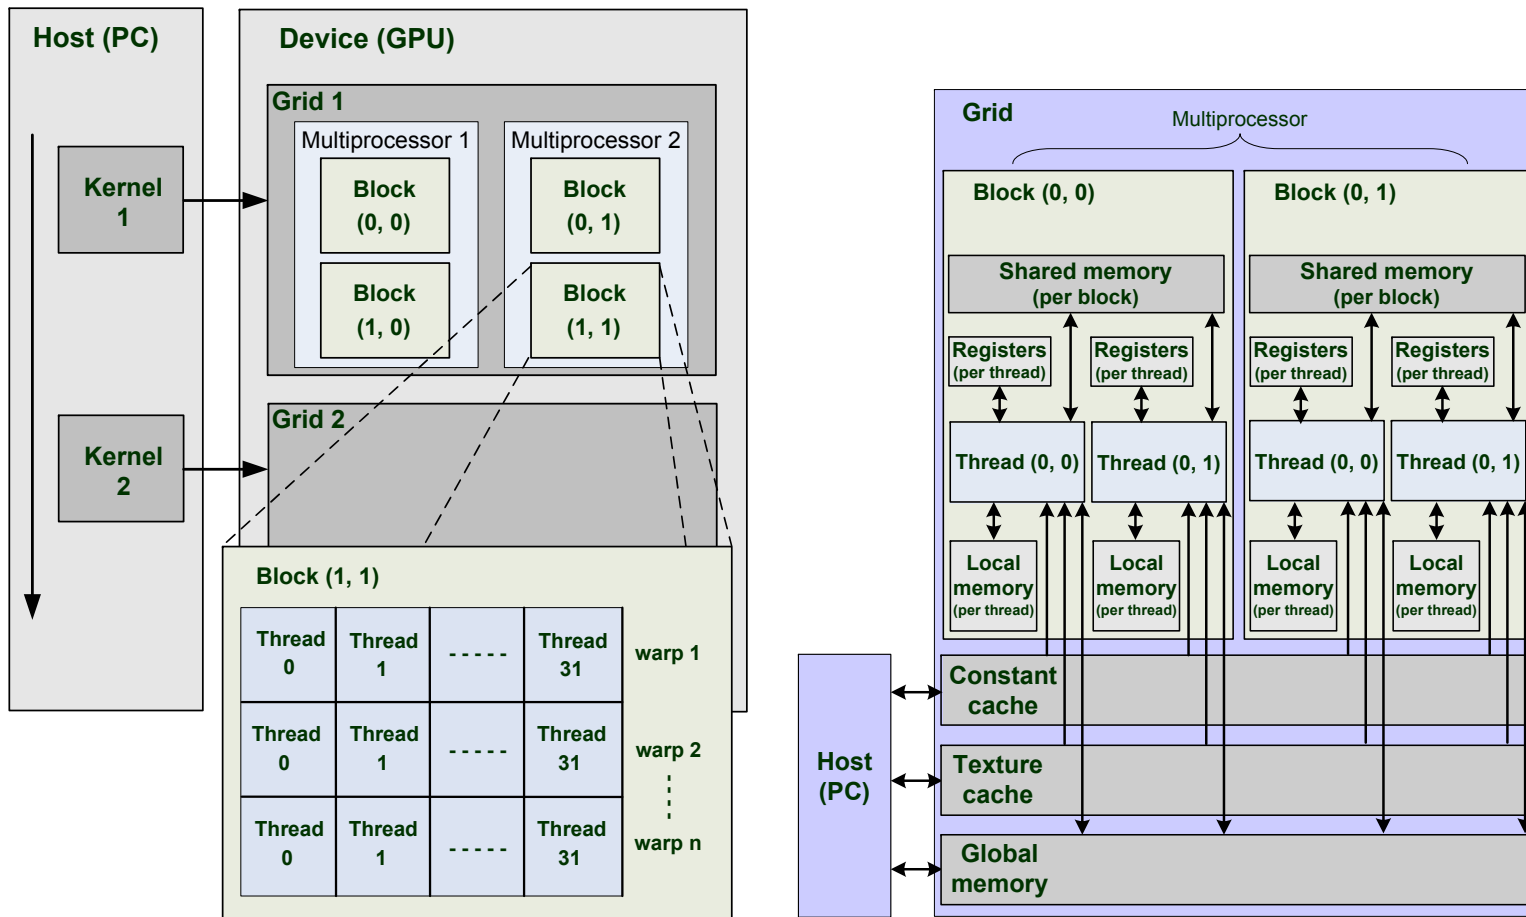 Host (PC)
Device (GPU)
Grid 1
Multiprocessor 1
Multiprocessor 2
Kernel
1
Block
(0, 0)
Block
(0, 1)
Block
(1, 0)
Block
(1, 1)
Grid 2
Kernel
2
Block (1, 1)
Thread
0
Thread
1
- - - - -
Thread
31
warp 1
Thread
0
Thread
1
- - - - -
Thread
31
warp 2
Thread
0
Thread
1
- - - - -
Thread
31
warp n
Grid
Multiprocessor
Block (0, 0)
Block (0, 1)
Shared memory
(per block)
Shared memory
(per block)
Registers
(per thread)
Registers
(per thread)
Registers
(per thread)
Registers
(per thread)
Thread (0, 0)
Thread (0, 1)
Thread (0, 0)
Thread (0, 1)
Local
memory
(per thread)
Local
memory
(per thread)
Local
memory
(per thread)
Local
memory
(per thread)
Host
(PC)
Constant
cache
Texture
cache
Global
memory